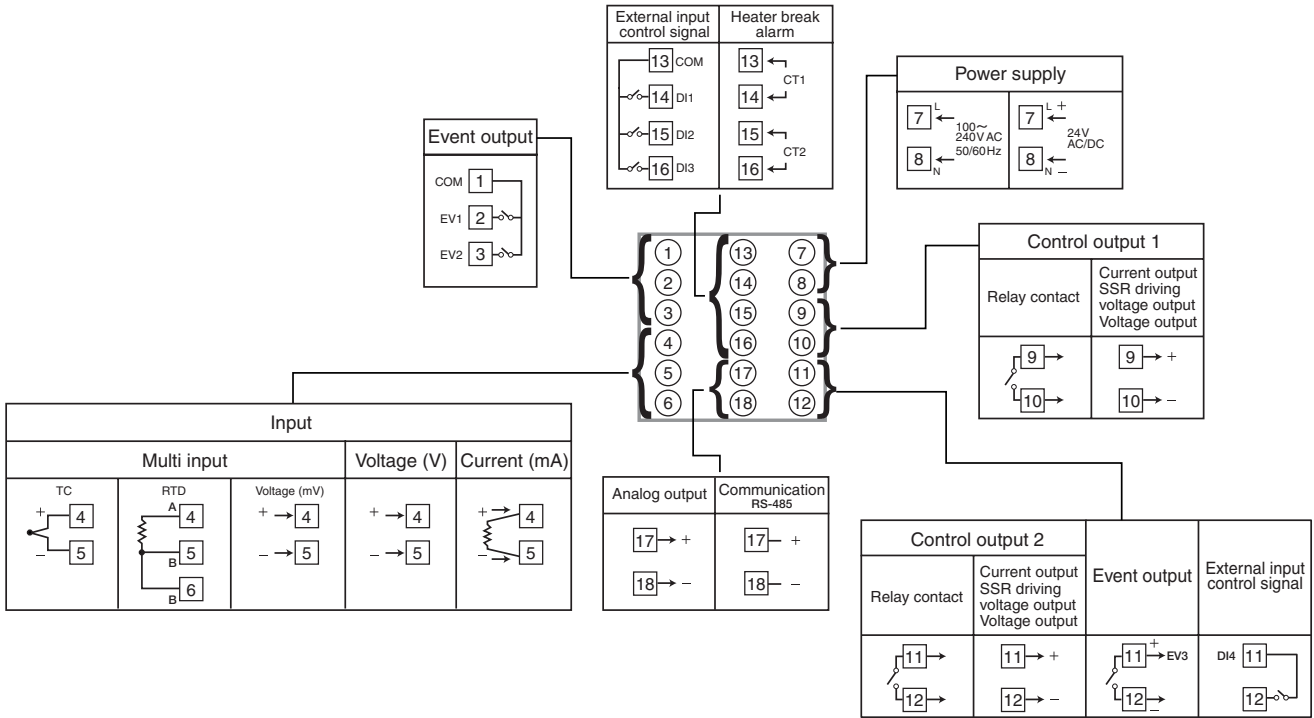 External input
control signal
Heater break
alarm
13 COM
14 DI1
15 DI2
16 DI3
13
CT1
14
15
CT2
16
Power supply
7 L
100～
240V AC
50/60Hz
8 N
7 L +
24V
AC/DC
8 N −
Event output
COM 1
EV1 2
EV2 3
1 13 7
2 14 8
3 15 9
4 16 10
5 17 11
6 18 12
Control output 1
Relay contact
Current output
SSR driving
voltage output
Voltage output
9
10
9 +
10 −
Input
Multi input
Voltage (V)
Current (mA)
TC
+ 4
− 5
RTD
A 4
B 5
B 6
Voltage (mV)
+ 4
− 5
+ 4
− 5
+ 4
− 5
Analog output
Communication
RS-485
17 +
18 −
17 +
18 −
Control output 2
Relay contact
Current output
SSR driving
voltage output
Voltage output
Event output
External input
control signal
11
12
11 +
12 −
11 + EV3
12 −
DI4 11
12